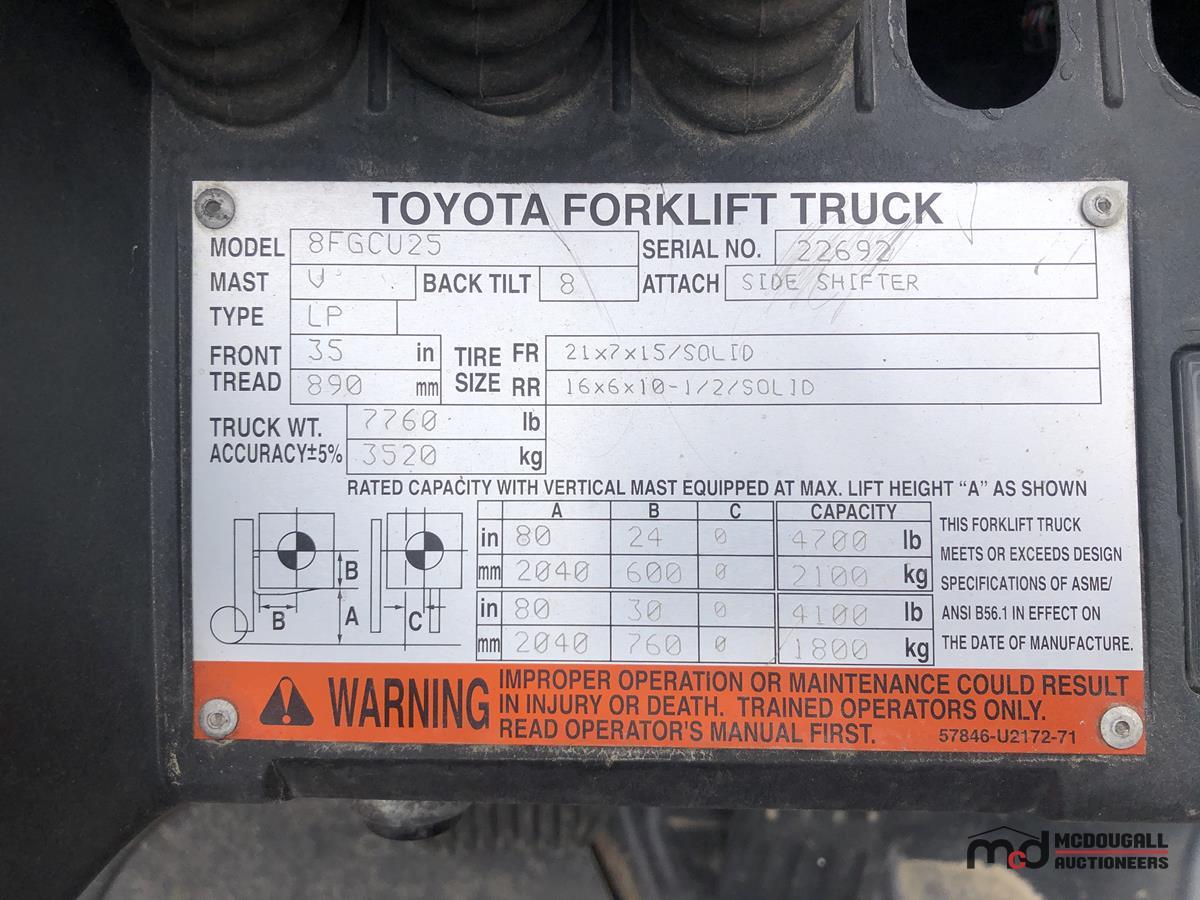 TOYOTA FORKLIFT TRUCK
MODEL 8FGCU25 SERIAL NO. 22692
MAST V BACK TILT 8 ATTACH SIDE SHIFTER
TYPE LP
FRONT TREAD 35 in TIRE SIZE FR 21x7x15/SOLID
890 mm RR 16x6x10-1/2/SOLID
TRUCK WT. 7760 lb
ACCURACY±5% 3520 kg
RATED CAPACITY WITH VERTICAL MAST EQUIPPED AT MAX. LIFT HEIGHT "A" AS SHOWN
A B C CAPACITY
in 80 24 0 4700 lb
mm 2040 600 0 2100 kg
in 80 30 0 4100 lb
mm 2040 760 0 1800 kg
B B A C
THIS FORKLIFT TRUCK
MEETS OR EXCEEDS DESIGN
SPECIFICATIONS OF ASME/
ANSI B56.1 IN EFFECT ON
THE DATE OF MANUFACTURE.
WARNING
IMPROPER OPERATION OR MAINTENANCE COULD RESULT
IN INJURY OR DEATH. TRAINED OPERATORS ONLY.
READ OPERATOR'S MANUAL FIRST. 57846-U2172-71
mcd MCDOUGALL
AUCTIONEERS